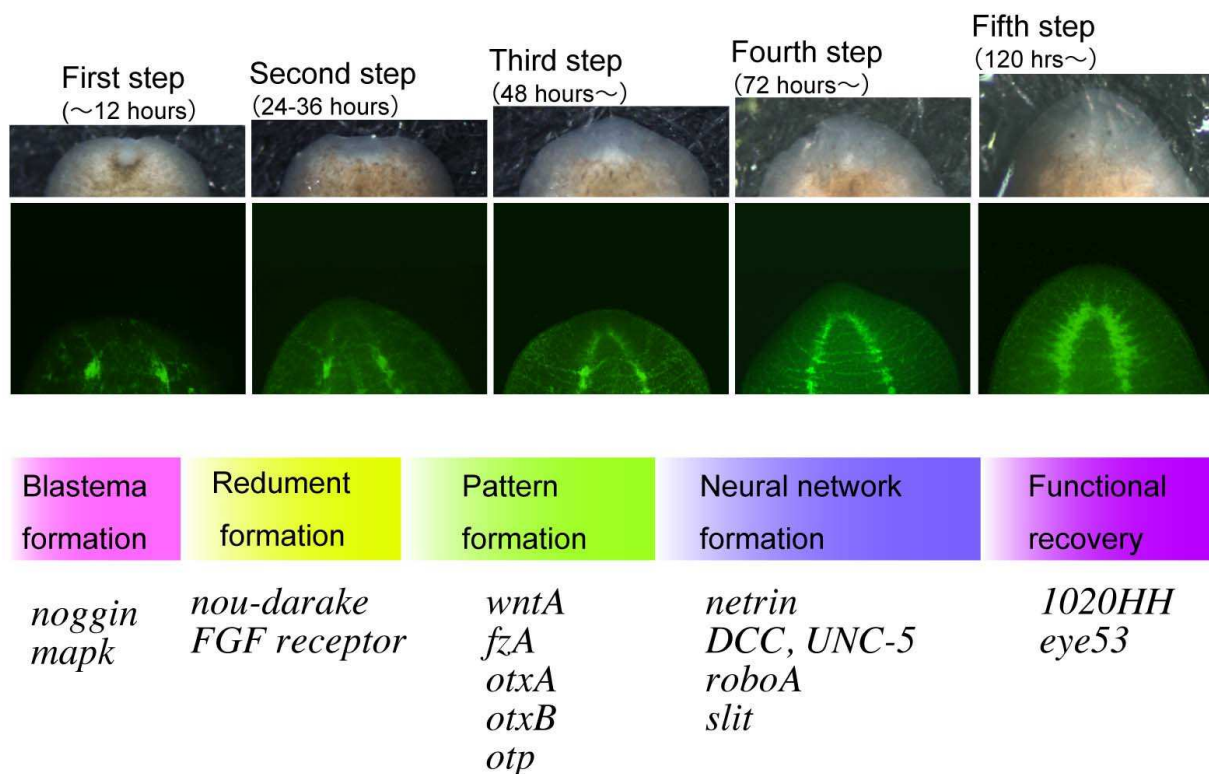 First step
(~12 hours)
Second step
(24-36 hours)
Third step
(48 hours~)
Fourth step
(72 hours~)
Fifth step
(120 hrs~)
Blastema
formation
Redument
formation
Pattern
formation
Neural network
formation
Functional
recovery
noggin
mapk
nou-darake
FGF receptor
wntA
fzA
otxA
otxB
otp
netrin
DCC, UNC-5
roboA
slit
1020HH
eye53